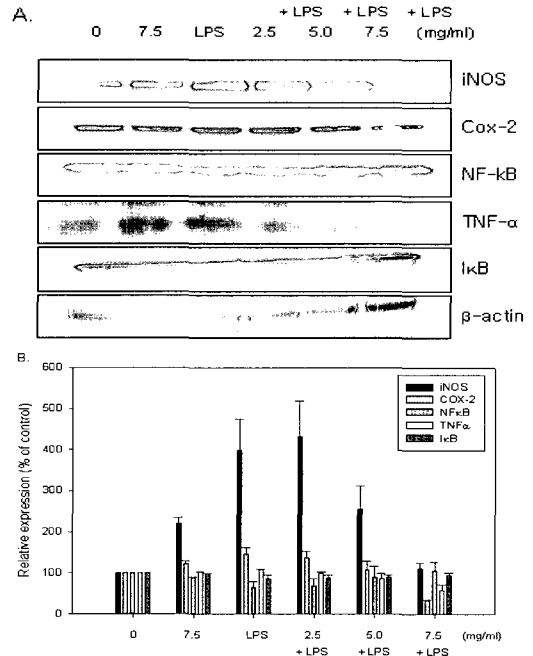 A.
+ LPS + LPS + LPS
0 7.5 LPS 2.5 5.0 7.5 (mg/ml)
iNOS
Cox-2
NF-kB
TNF-α
IκB
β-actin
B.
600
500
400
300
200
100
0
Relative expression (% of control)
iNOS
COX-2
NFκB
TNFα
IκB
0 7.5 LPS 2.5 5.0 7.5 (mg/ml)
+ LPS + LPS + LPS